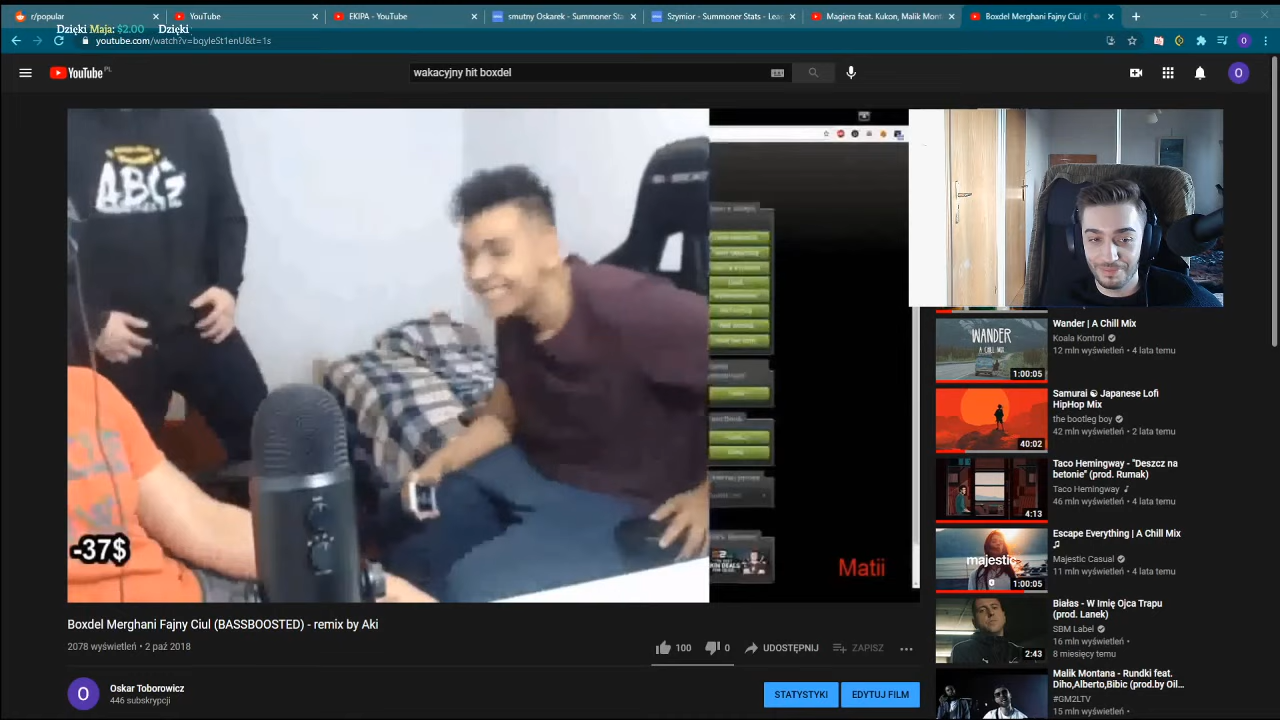 r/popular
YouTube
EKIPA - YouTube
smutny Oskarek - Summoner Sta
Szymior - Summoner Stats - Lea
Magiera feat. Kukon, Malik Mont
Boxdel Merghani Fajny Ciul (
Dzięki Maja: $2.00 Dzięki
youtube.com/watch?v=bqyleSt1enU&t=1s
YouTube PL
wakacyjny hit boxdel
O
ABG
-37$
Matii
WANDER
A CHILL MIX
1:00:05
Wander | A Chill Mix
Koala Kontrol
12 mln wyświetleń • 4 lata temu
40:02
Samurai ☯ Japanese Lofi
HipHop Mix
the bootleg boy
42 mln wyświetleń • 2 lata temu
4:13
Taco Hemingway - "Deszcz na
betonie" (prod. Rumak)
Taco Hemingway
46 mln wyświetleń • 4 lata temu
majestic
1:00:05
Escape Everything | A Chill Mix
♫
Majestic Casual
11 mln wyświetleń • 4 lata temu
2:43
Białas - W Imię Ojca Trapu
(prod. Lanek)
SBM Label
16 mln wyświetleń •
8 miesięcy temu
Malik Montana - Rundki feat.
Diho,Alberto,Bibic (prod.by Oil...
#GM2LTV
15 mln wyświetleń •
Boxdel Merghani Fajny Ciul (BASSBOOSTED) - remix by Aki
2078 wyświetleń • 2 paź 2018
100
0
UDOSTĘPNIJ
ZAPISZ
O
Oskar Toborowicz
446 subskrypcji
STATYSTYKI
EDYTUJ FILM